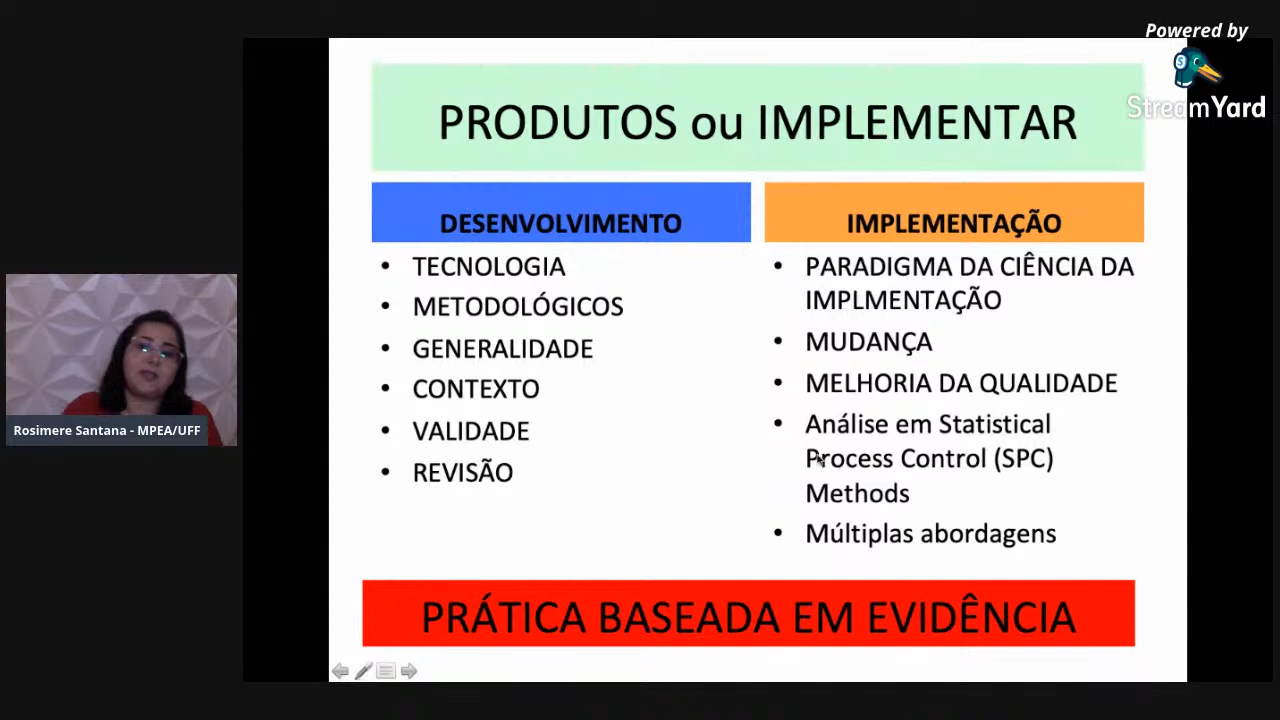 Powered by
StreamYard
PRODUTOS ou IMPLEMENTAR
DESENVOLVIMENTO
• TECNOLOGIA
• METODOLÓGICOS
• GENERALIDADE
• CONTEXTO
• VALIDADE
• REVISÃO
IMPLEMENTAÇÃO
• PARADIGMA DA CIÊNCIA DA
IMPLMENTAÇÃO
• MUDANÇA
• MELHORIA DA QUALIDADE
• Análise em Statistical
Process Control (SPC)
Methods
• Múltiplas abordagens
PRÁTICA BASEADA EM EVIDÊNCIA
Rosimere Santana - MPEA/UFF